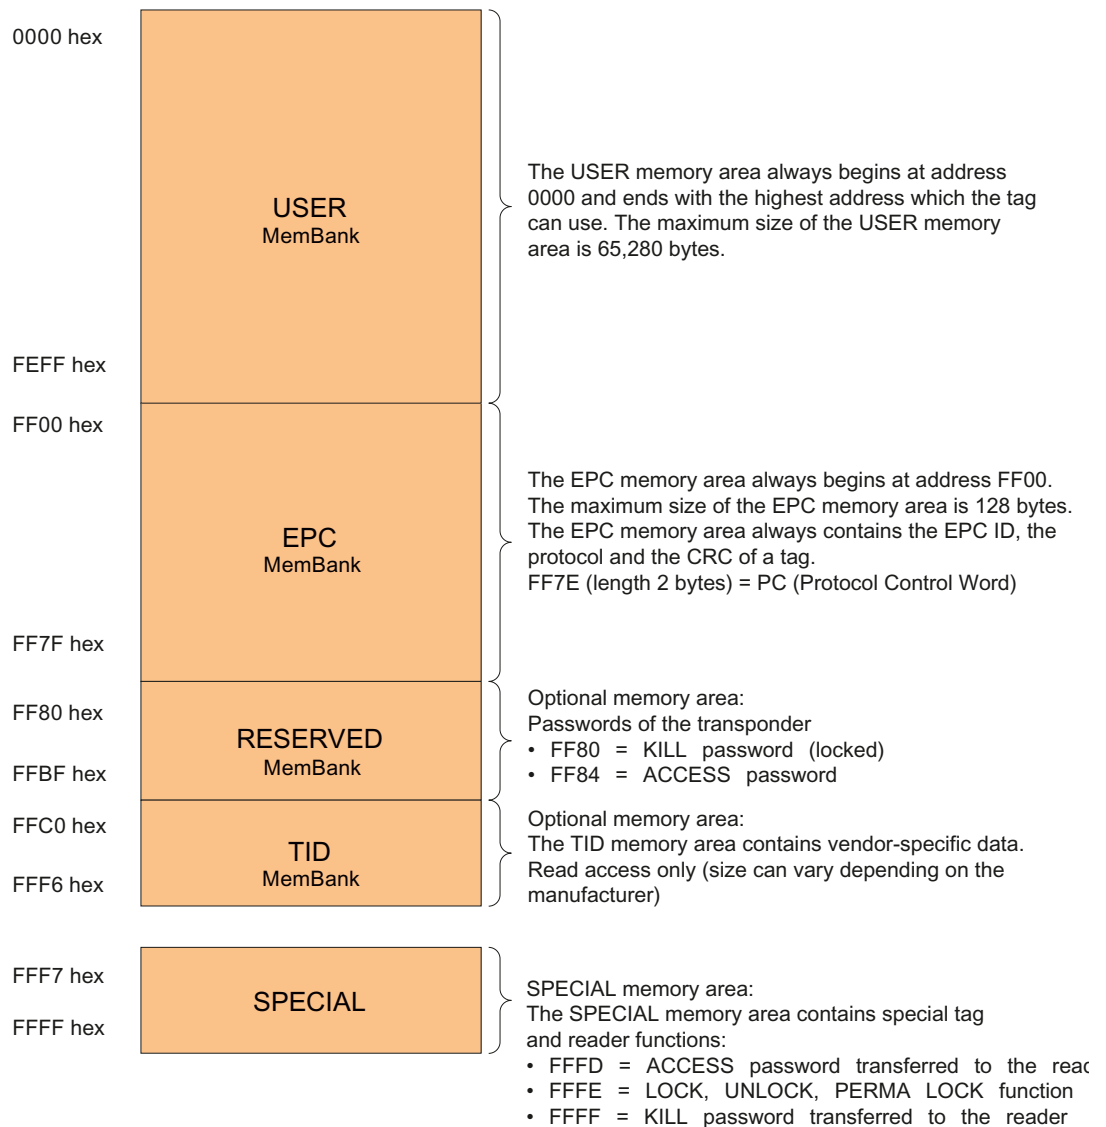 0000 hex
USER
MemBank
The USER memory area always begins at address
0000 and ends with the highest address which the tag
can use. The maximum size of the USER memory
area is 65,280 bytes.
FEFF hex
FF00 hex
EPC
MemBank
The EPC memory area always begins at address FF00.
The maximum size of the EPC memory area is 128 bytes.
The EPC memory area always contains the EPC ID, the
protocol and the CRC of a tag.
FF7E (length 2 bytes) = PC (Protocol Control Word)
FF7F hex
FF80 hex
RESERVED
MemBank
FFBF hex
Optional memory area:
Passwords of the transponder
• FF80 = KILL password (locked)
• FF84 = ACCESS password
FFC0 hex
TID
MemBank
FFF6 hex
Optional memory area:
The TID memory area contains vendor-specific data.
Read access only (size can vary depending on the
manufacturer)
FFF7 hex
SPECIAL
FFFF hex
SPECIAL memory area:
The SPECIAL memory area contains special tag
and reader functions:
• FFFD = ACCESS password transferred to the
• FFFE = LOCK, UNLOCK, PERMA LOCK function
• FFFF = KILL password transferred to the reader